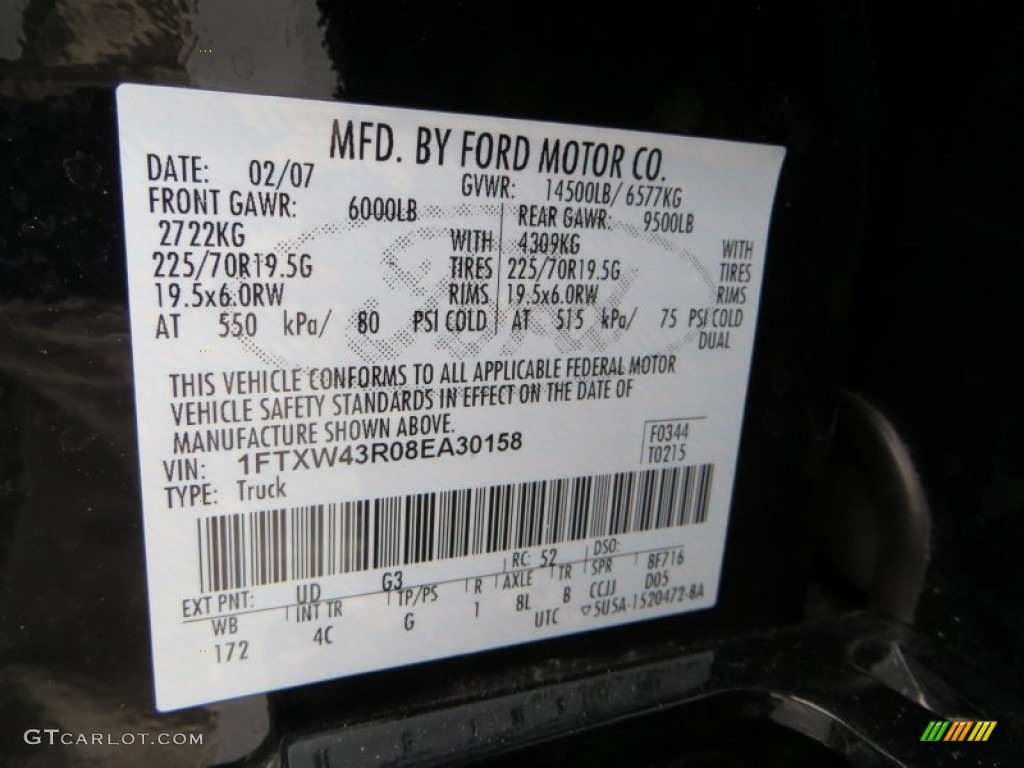 MFD. BY FORD MOTOR CO.
DATE: 02/07 GVWR: 14500LB/ 6577KG
FRONT GAWR: 6000LB REAR GAWR: 9500LB
2722KG WITH 4309KG WITH
225/70R19.5G TIRES 225/70R19.5G TIRES
19.5x6.0RW RIMS 19.5x6.0RW RIMS
AT 550 kPa/ 80 PSI COLD AT 515 kPa/ 75 PSI COLD
DUAL
THIS VEHICLE CONFORMS TO ALL APPLICABLE FEDERAL MOTOR
VEHICLE SAFETY STANDARDS IN EFFECT ON THE DATE OF
MANUFACTURE SHOWN ABOVE.
VIN: 1FTXW43R08EA30158 F0344
TYPE: Truck T0215
EXT PNT: UD G3 RC: 52 DSO:
WB INT TR TP/PS R AXLE TR SPR BF716
172 4C G 1 8L B CCJJ D05
UTC ▽5U5A-1520472-BA
GTCARLOT.COM